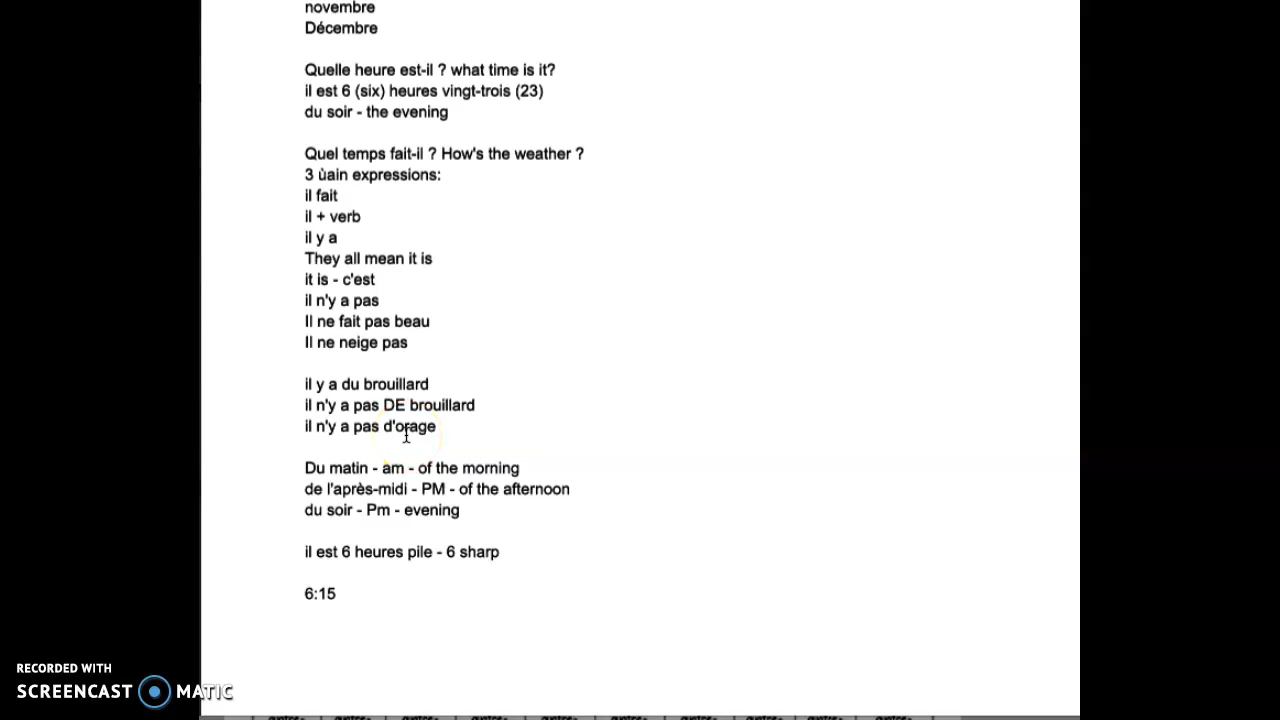 novembre
Décembre
Quelle heure est-il ? what time is it?
il est 6 (six) heures vingt-trois (23)
du soir - the evening
Quel temps fait-il ? How's the weather ?
3 ùain expressions:
il fait
il + verb
il y a
They all mean it is
it is - c'est
il n'y a pas
Il ne fait pas beau
Il ne neige pas
il y a du brouillard
il n'y a pas DE brouillard
il n'y a pas d'orage
Du matin - am - of the morning
de l'après-midi - PM - of the afternoon
du soir - Pm - evening
il est 6 heures pile - 6 sharp
6:15
RECORDED WITH
SCREENCAST MATIC